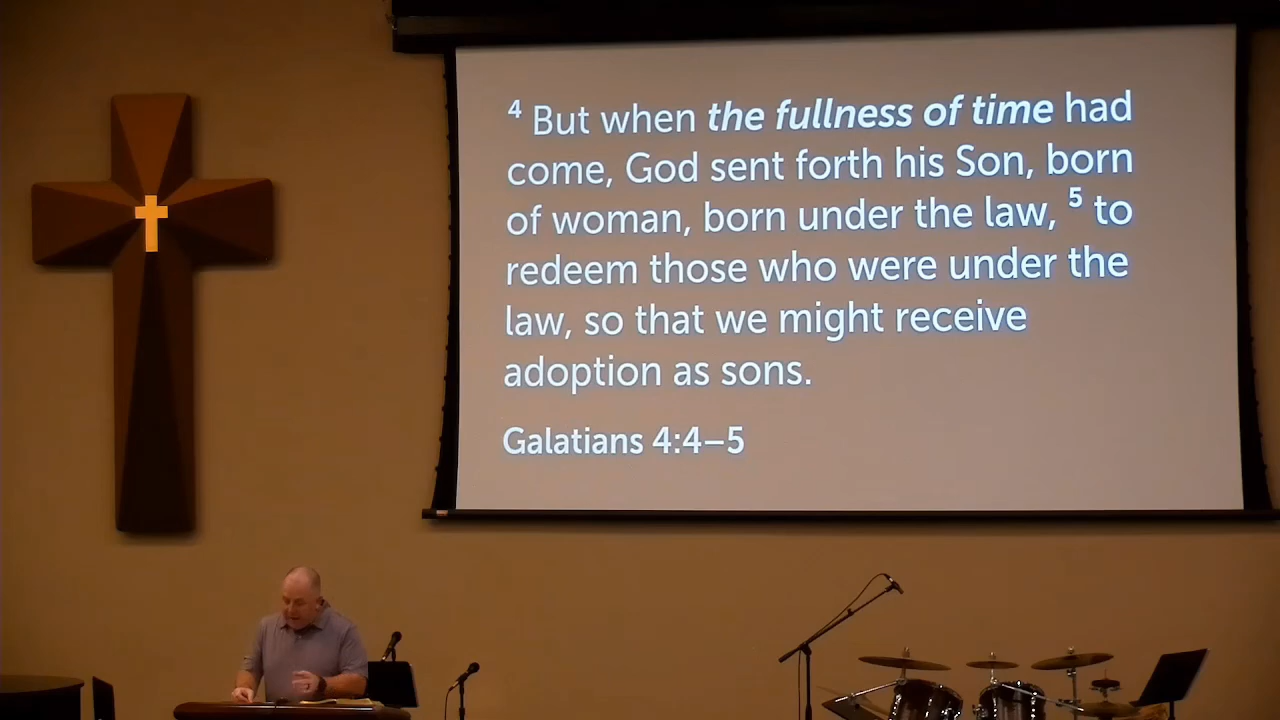 4 But when the fullness of time had
come, God sent forth his Son, born
of woman, born under the law, 5 to
redeem those who were under the
law, so that we might receive
adoption as sons.
Galatians 4:4–5